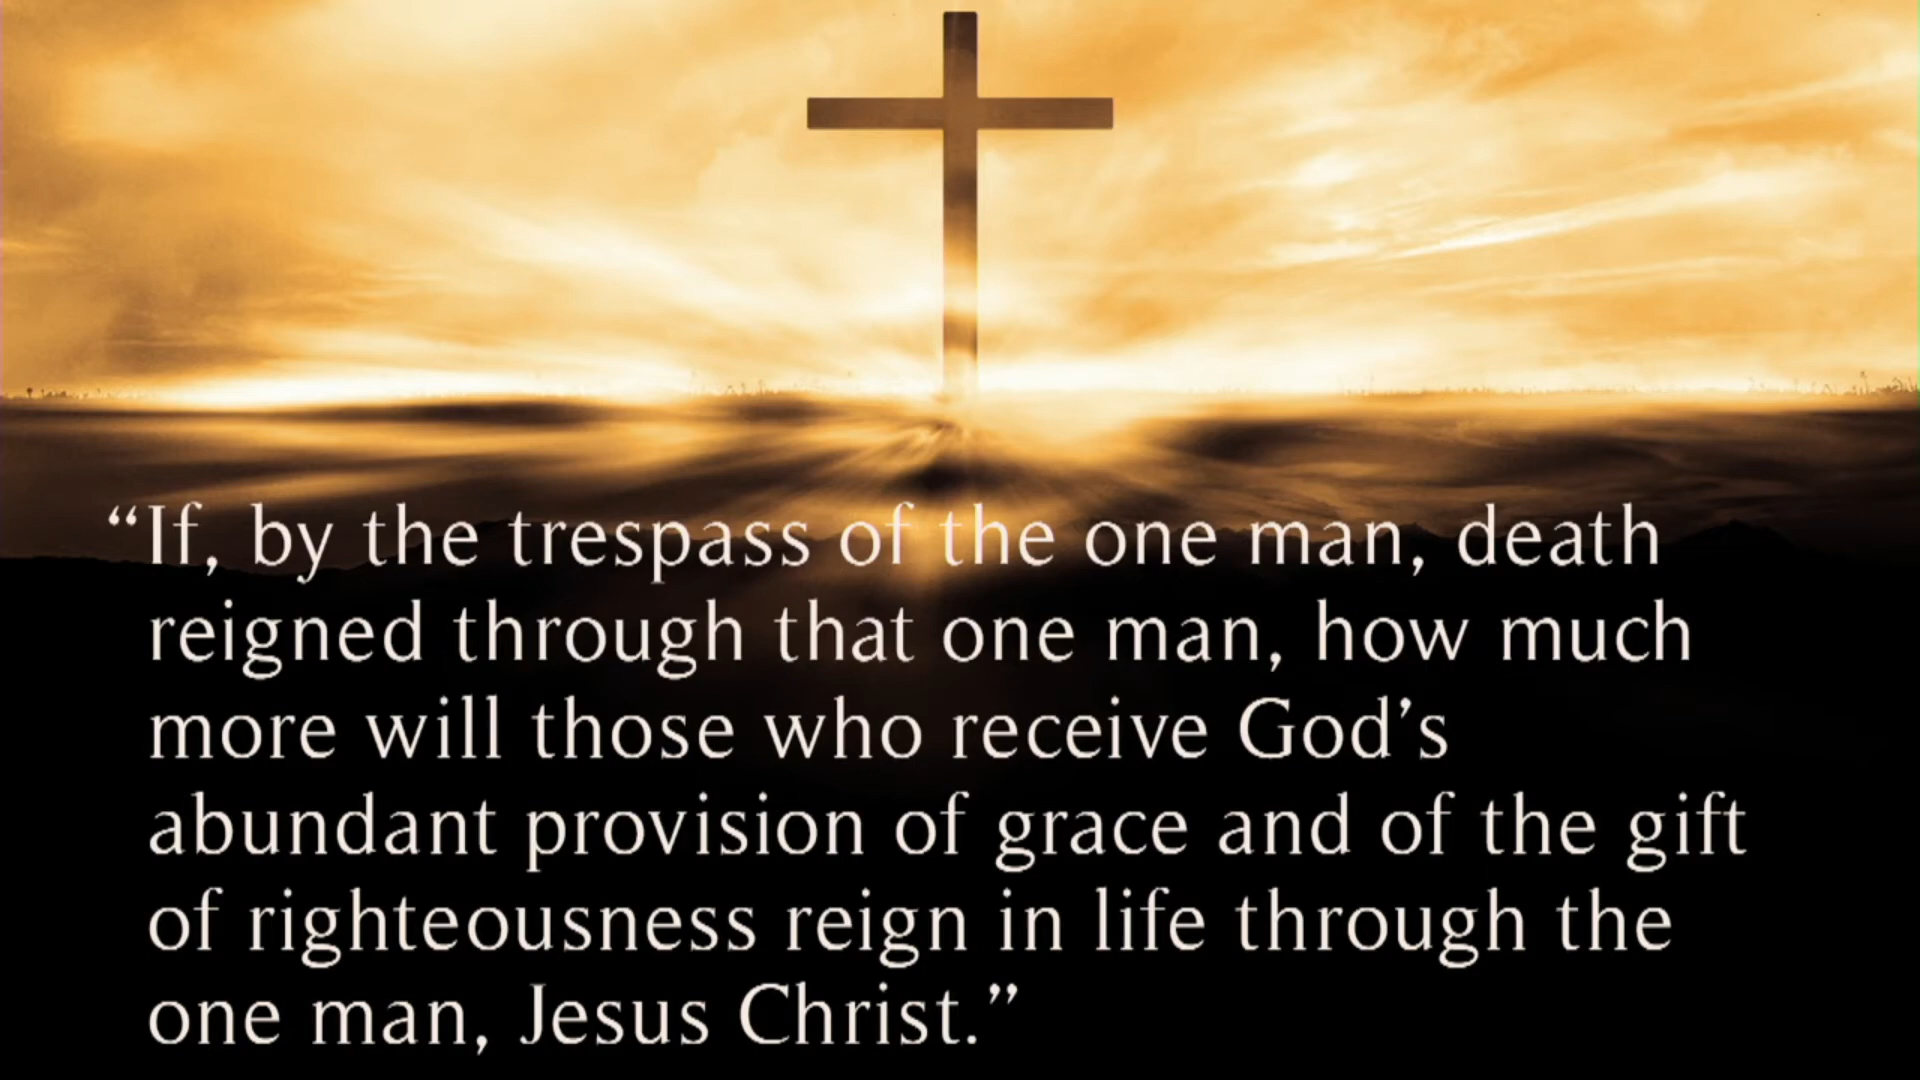 “If, by the trespass of the one man, death
reigned through that one man, how much
more will those who receive God’s
abundant provision of grace and of the gift
of righteousness reign in life through the
one man, Jesus Christ.”